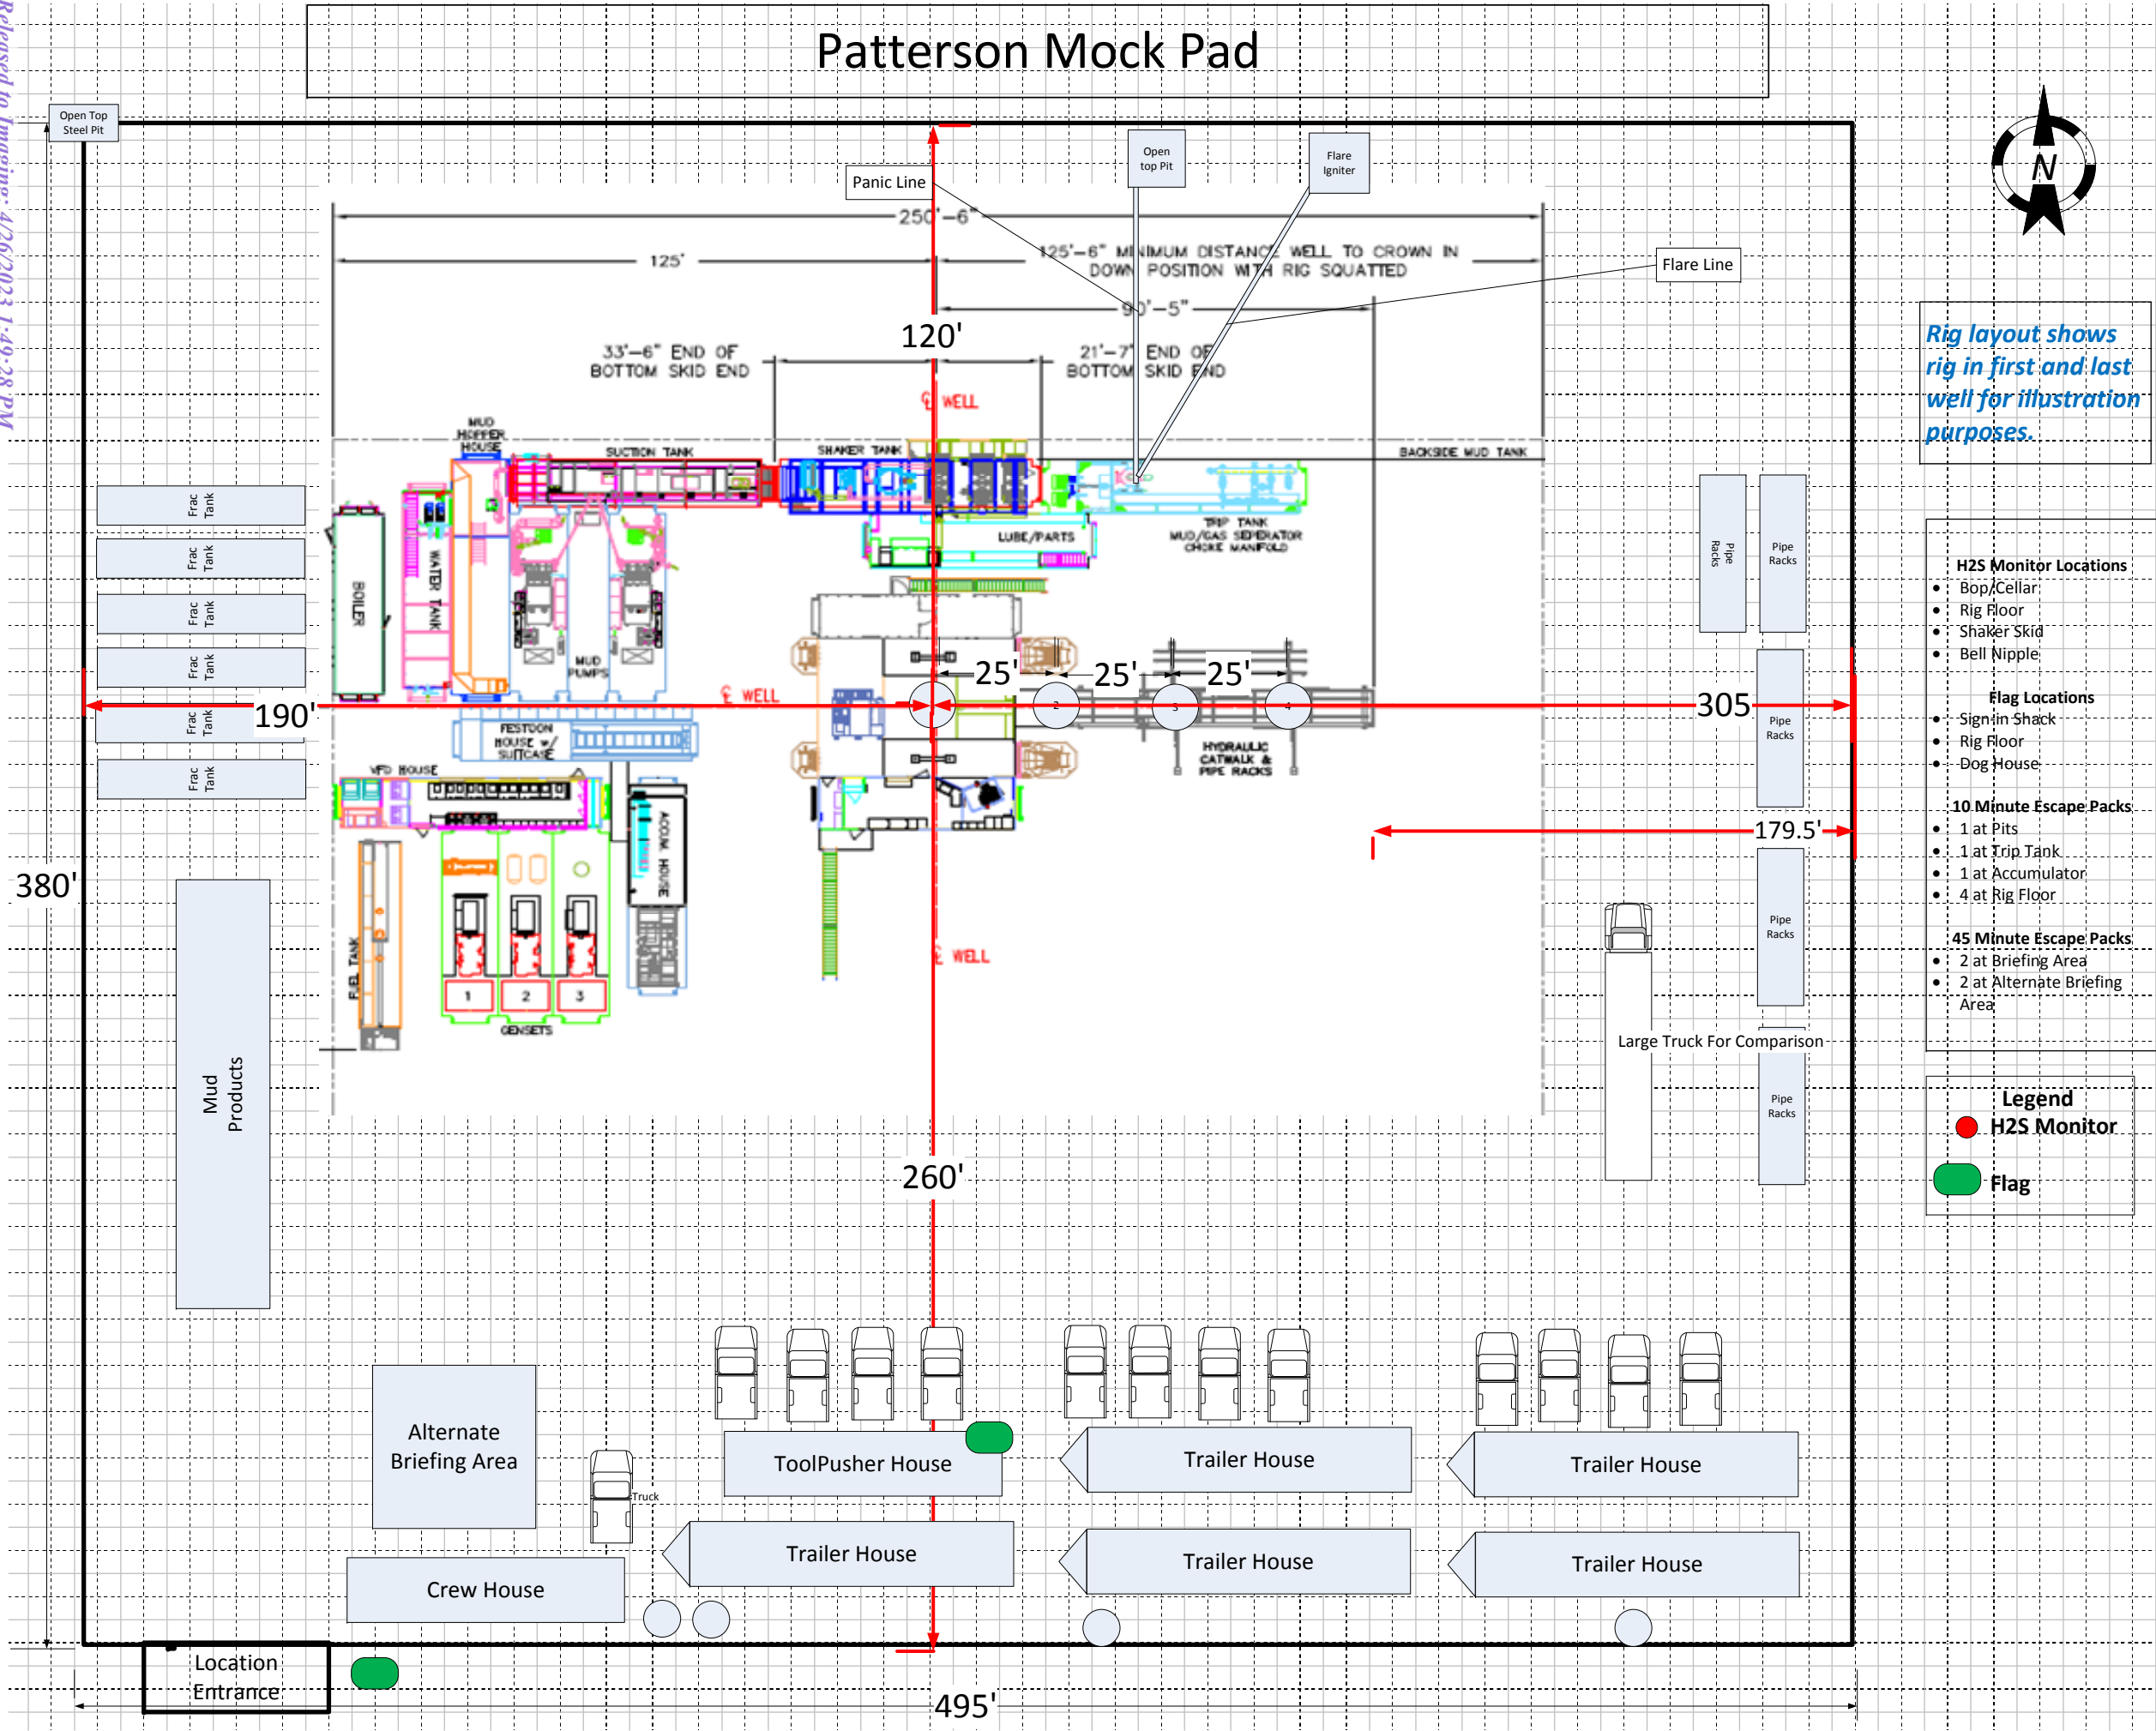 Released to Imaging: 4/26/2023 1:49:28 PM
Patterson Mock Pad
Open Top
Steel Pit
Open
top Pit
Flare
Igniter
Panic Line
N
250'-6"
125'
125'-6" MINIMUM DISTANCE WELL TO CROWN IN
DOWN POSITION WITH RIG SQUATTED
Flare Line
90'-5"
120'
33'-6" END OF
BOTTOM SKID END
21'-7" END OF
BOTTOM SKID END
Rig layout shows
rig in first and last
well for illustration
purposes.
WELL
MUD
HOPPER
HOUSE
SUCTION TANK
SHAKER TANK
BACKSIDE MUD TANK
Frac
Tank
Frac
Tank
Frac
Tank
Frac
Tank
Frac
Tank
Frac
Tank
BOILER
WATER TANK
LUBE/PARTS
TRIP TANK
MUD/GAS SEPERATOR
CHOKE MANIFOLD
Pipe
Racks
Pipe
Racks
H2S Monitor Locations
• Bop/Cellar
• Rig Floor
• Shaker Skid
• Bell Nipple
MUD
PUMPS
25'
25'
25'
WELL
190'
2
3
4
305
Pipe
Racks
Flag Locations
• Sign in Shack
• Rig Floor
• Dog House
FESTOON
HOUSE w/
SUITCASE
HYDRAULIC
CATWALK &
PIPE RACKS
VFD HOUSE
179.5'
10 Minute Escape Packs
• 1 at Pits
• 1 at Trip Tank
• 1 at Accumulator
• 4 at Rig Floor
ACCUM. HOUSE
380'
Pipe
Racks
45 Minute Escape Packs
• 2 at Briefing Area
• 2 at Alternate Briefing
Area
FUEL TANK
WELL
1
2
3
GENSETS
Large Truck For Comparison
Mud
Products
Pipe
Racks
Legend
H2S Monitor
Flag
260'
Alternate
Briefing Area
Truck
ToolPusher House
Trailer House
Trailer House
Trailer House
Trailer House
Trailer House
Crew House
Location
Entrance
495'